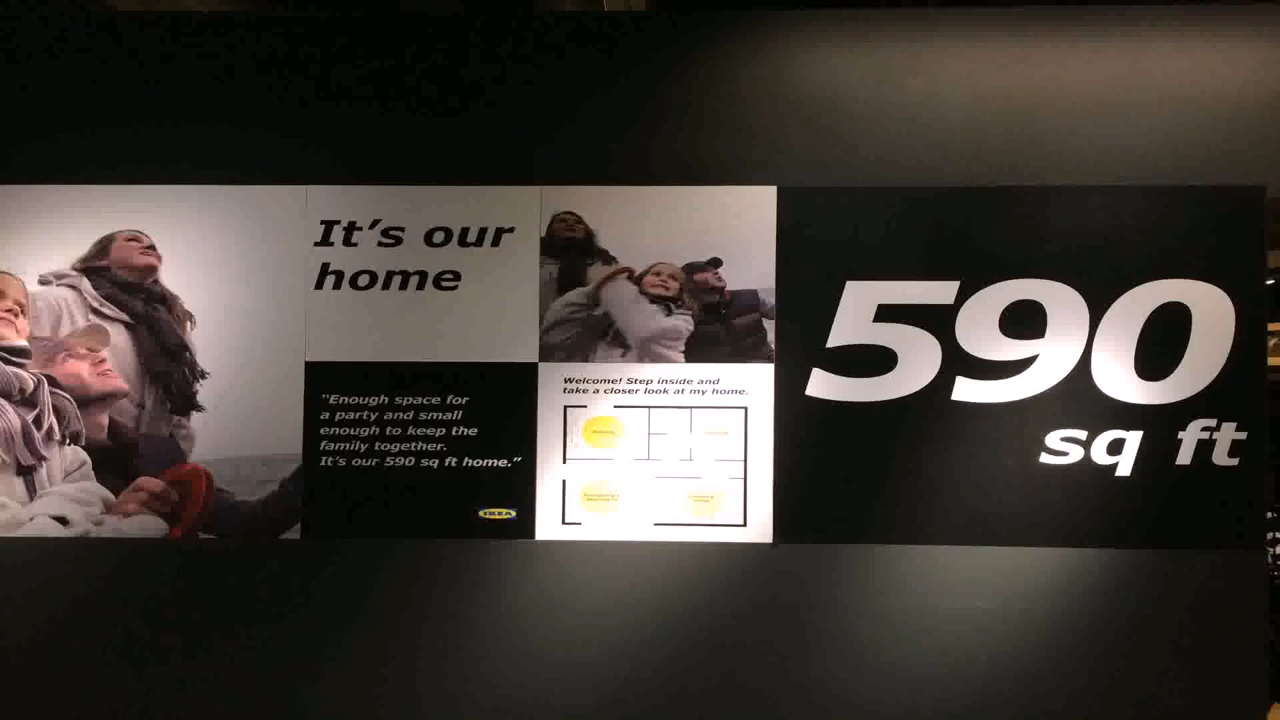 It's our
home
"Enough space for
a party and small
enough to keep the
family together.
It's our 590 sq ft home."
IKEA
Welcome! Step inside and
take a closer look at my home.
590
sq ft